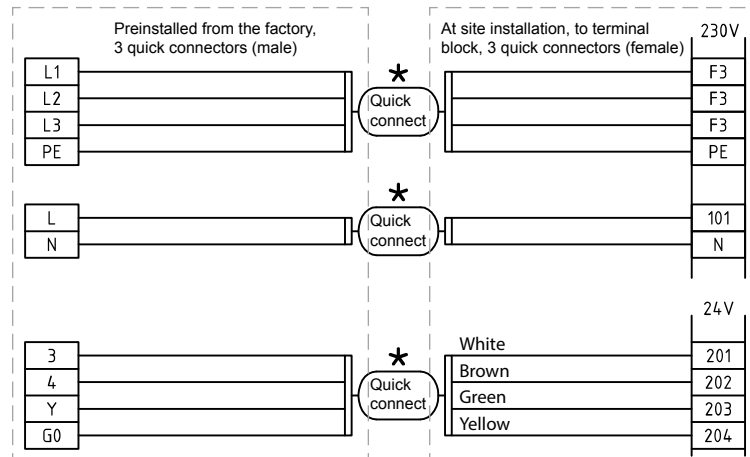 Preinstalled from the factory,
3 quick connectors (male)
At site installation, to terminal
block, 3 quick connectors (female)
230V
L1
L2
L3
PE
*
Quick
connect
F3
F3
F3
PE
L
N
*
Quick
connect
101
N
24V
3
4
Y
G0
*
Quick
connect
White
Brown
Green
Yellow
201
202
203
204